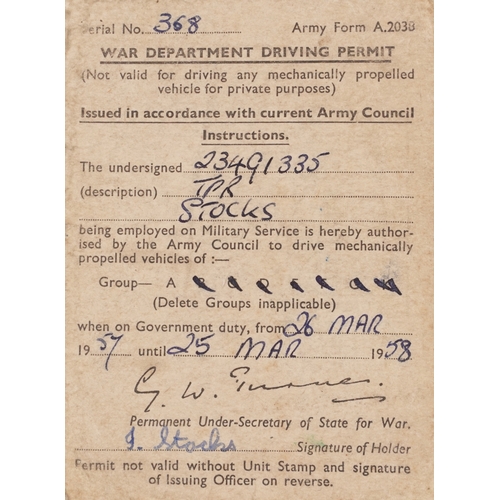 Serial No. 368 Army Form A.2038
WAR DEPARTMENT DRIVING PERMIT
(Not valid for driving any mechanically propelled
vehicle for private purposes)
Issued in accordance with current Army Council
Instructions.
The undersigned 23491335
(description) TPR
STOCKS
being employed on Military Service is hereby author-
ised by the Army Council to drive mechanically
propelled vehicles of :—
Group— A
(Delete Groups inapplicable)
when on Government duty, from 26 MAR
1957 until 25 MAR 1958
G. W. Turner.
Permanent Under-Secretary of State for War.
J. Stocks Signature of Holder
Permit not valid without Unit Stamp and signature
of Issuing Officer on reverse.